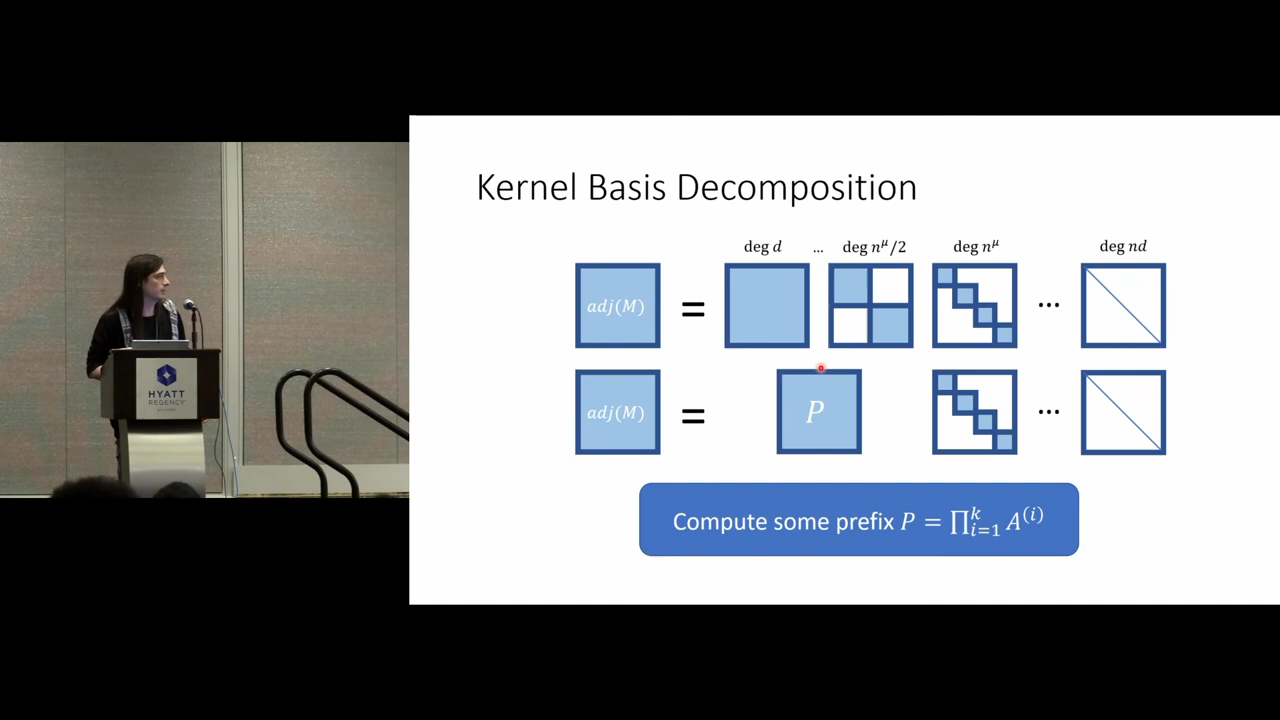 Kernel Basis Decomposition
deg d ... deg n^μ/2 deg n^μ deg nd
adj(M) = ...
adj(M) = P ...
Compute some prefix P = ∏_{i=1}^{k} A^{(i)}
HYATT
REGENCY